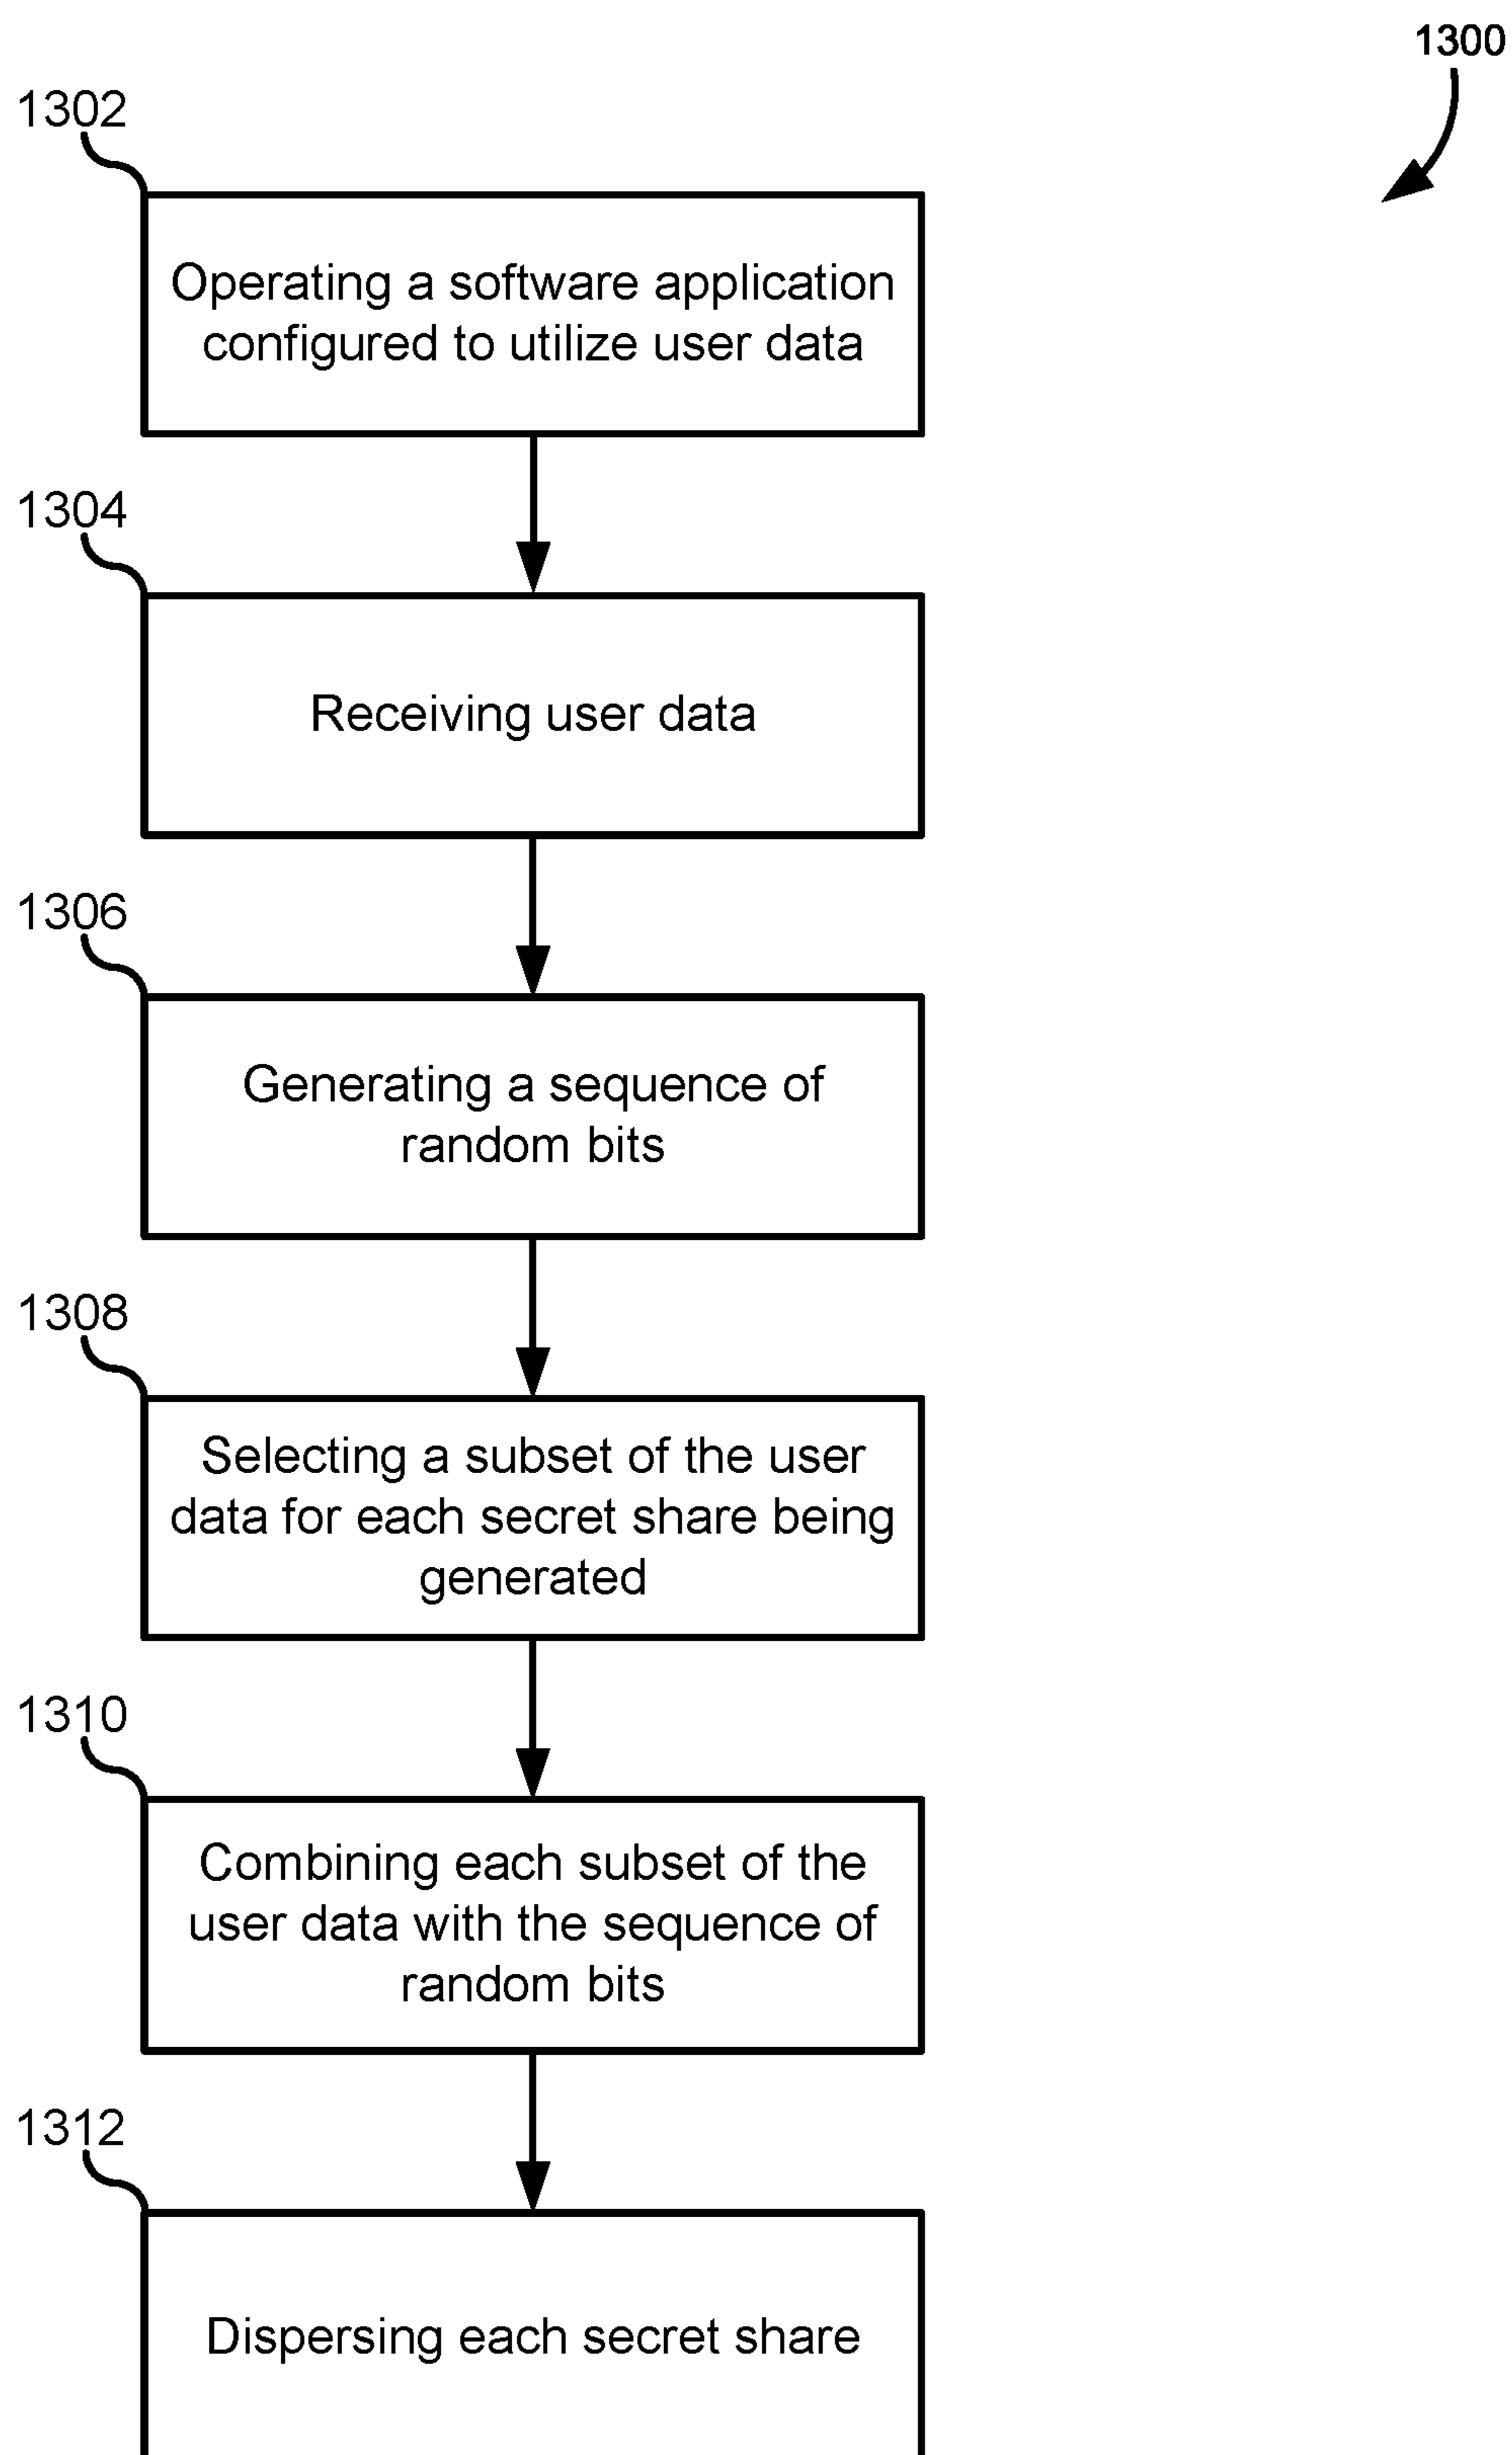 1300
1302
Operating a software application
configured to utilize user data
1304
Receiving user data
1306
Generating a sequence of
random bits
1308
Selecting a subset of the user
data for each secret share being
generated
1310
Combining each subset of the
user data with the sequence of
random bits
1312
Dispersing each secret share